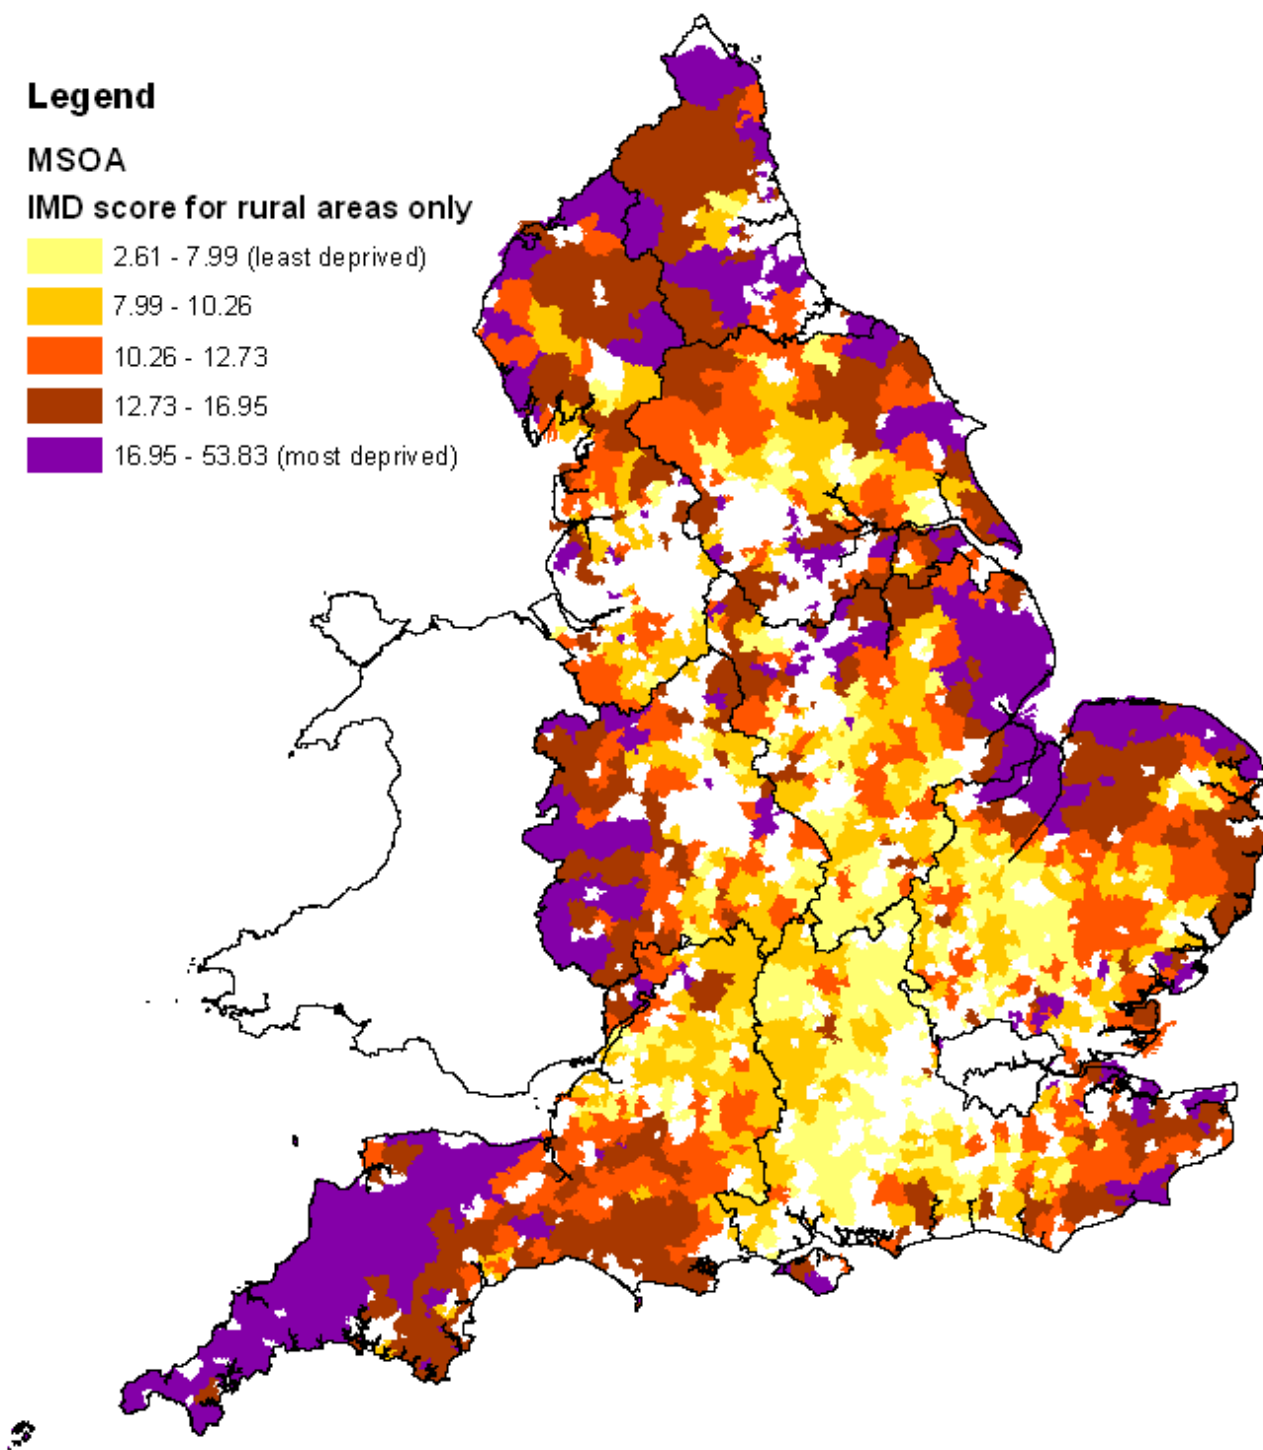 Legend
MSOA
IMD score for rural areas only
2.61 - 7.99 (least deprived)
7.99 - 10.26
10.26 - 12.73
12.73 - 16.95
16.95 - 53.83 (most deprived)